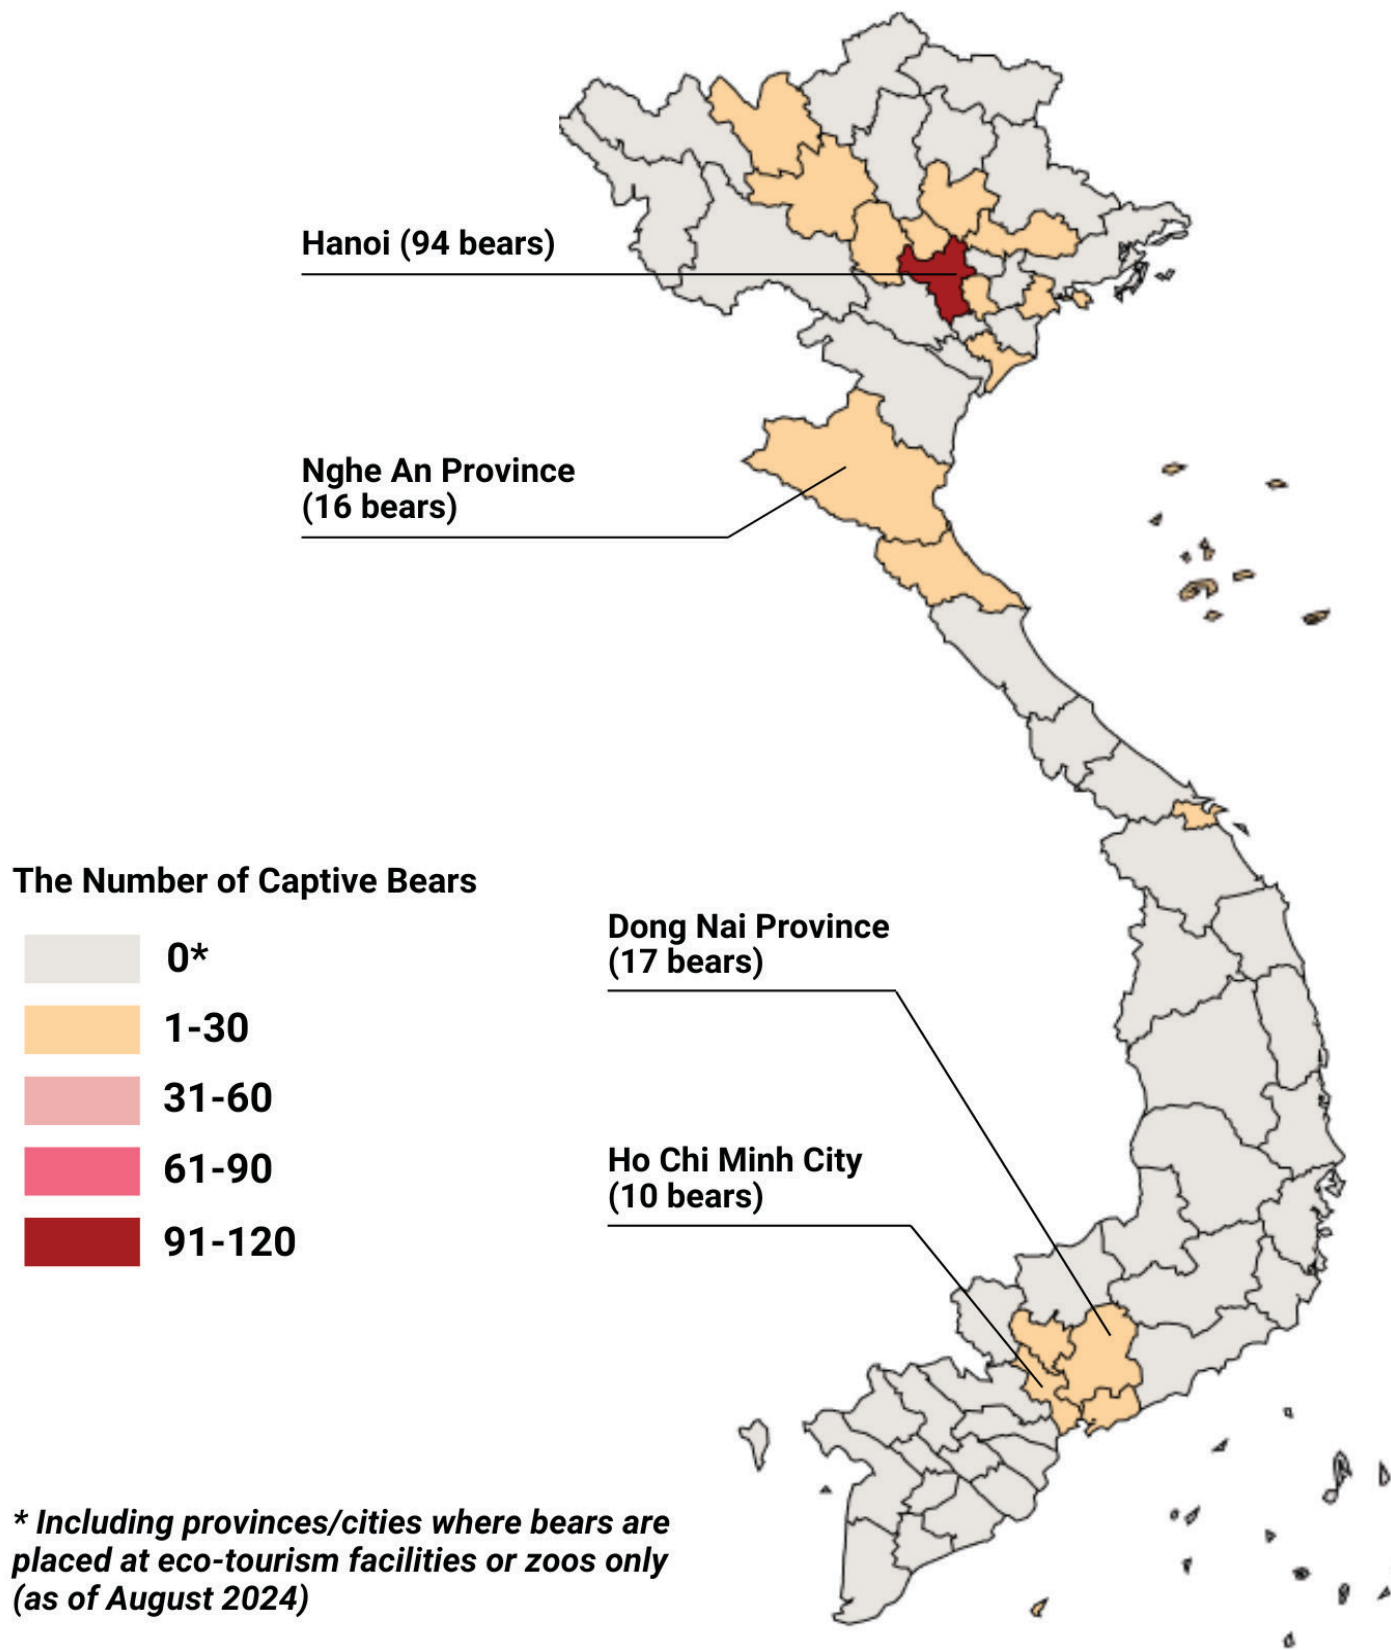 Hanoi (94 bears)
Nghe An Province
(16 bears)
The Number of Captive Bears
0*
1-30
31-60
61-90
91-120
Dong Nai Province
(17 bears)
Ho Chi Minh City
(10 bears)
* Including provinces/cities where bears are
placed at eco-tourism facilities or zoos only
(as of August 2024)